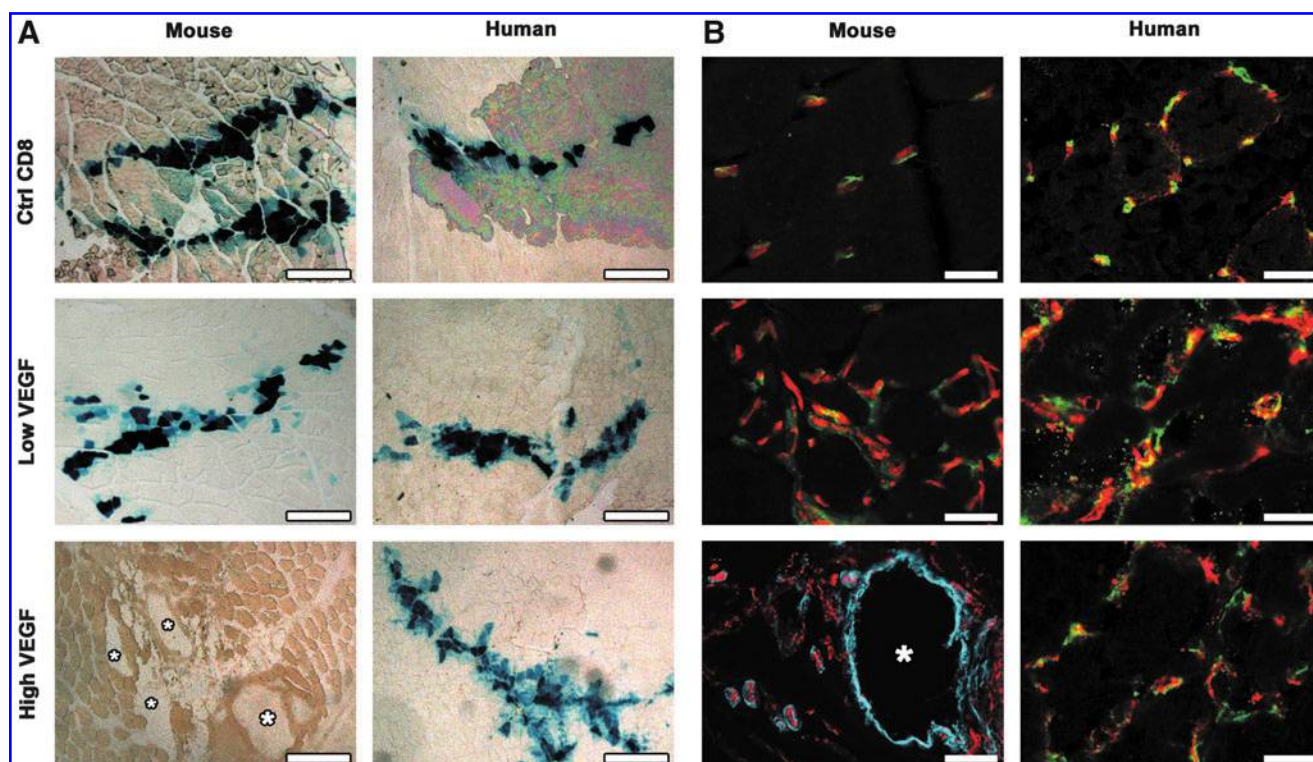 A
Mouse
Human
B
Mouse
Human
Ctrl CD8
Low VEGF
High VEGF
*
*
*
*
*